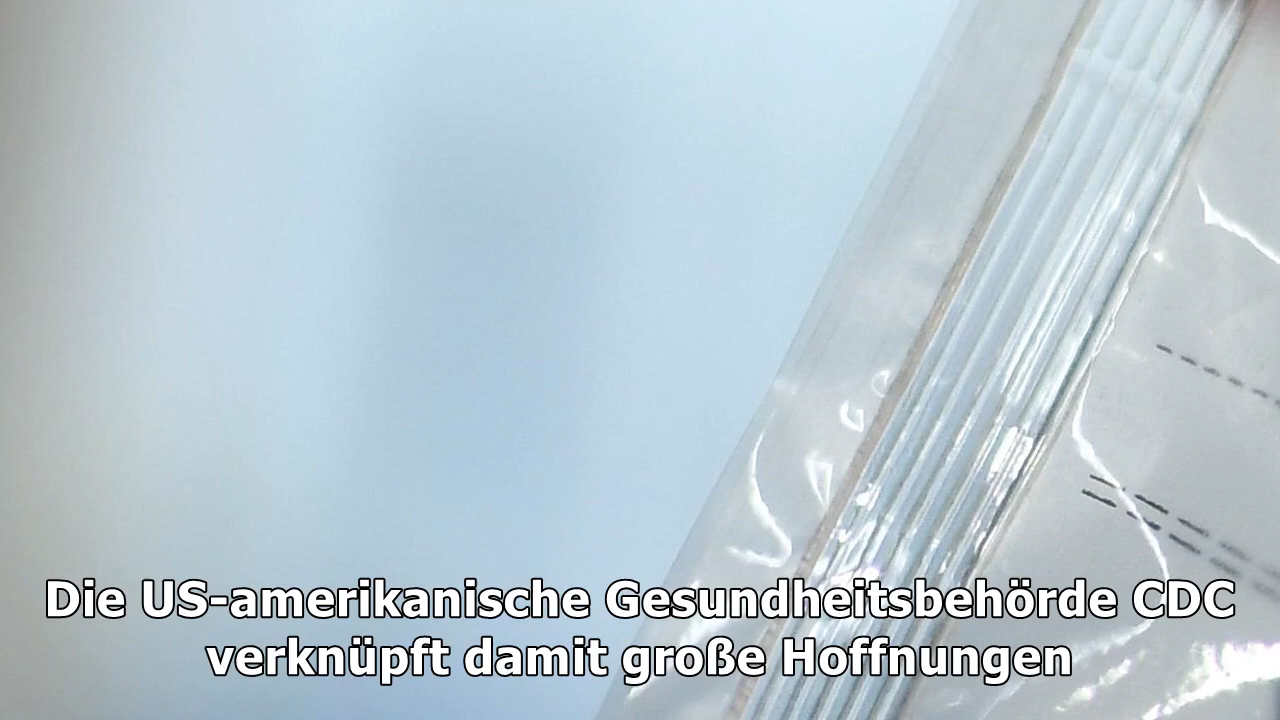 Die US-amerikanische Gesundheitsbehörde CDC
verknüpft damit große Hoffnungen